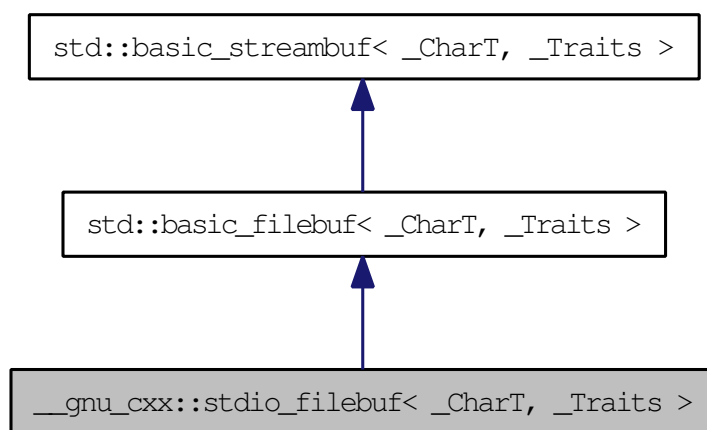 std::basic_streambuf< _CharT, _Traits >
std::basic_filebuf< _CharT, _Traits >
__gnu_cxx::stdio_filebuf< _CharT, _Traits >